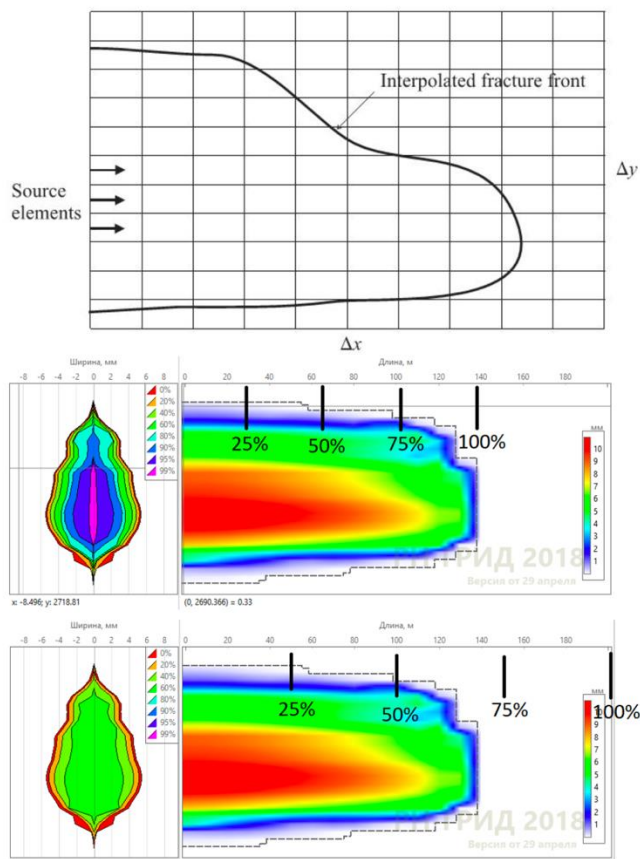 Interpolated fracture front
Source
elements
Δy
Δx
Ширина, мм
-8 -6 -4 -2 0 2 4 6 8
0%
20%
40%
60%
80%
90%
95%
99%
x: -8.496; y: 2718.81
Длина, м
0 20 40 60 80 100 120 140 160 180
25% 50% 75% 100%
мм
10
9
8
7
6
5
4
3
2
1
2018
Версия от 29 апреля
(0, 2690.366) = 0.33
Ширина, мм
-8 -6 -4 -2 0 2 4 6 8
0%
20%
40%
60%
80%
90%
95%
99%
Длина, м
0 20 40 60 80 100 120 140 160 180
25% 50% 75% 100%
мм
10
9
8
7
6
5
4
3
2
1
2018
Версия от 29 апреля